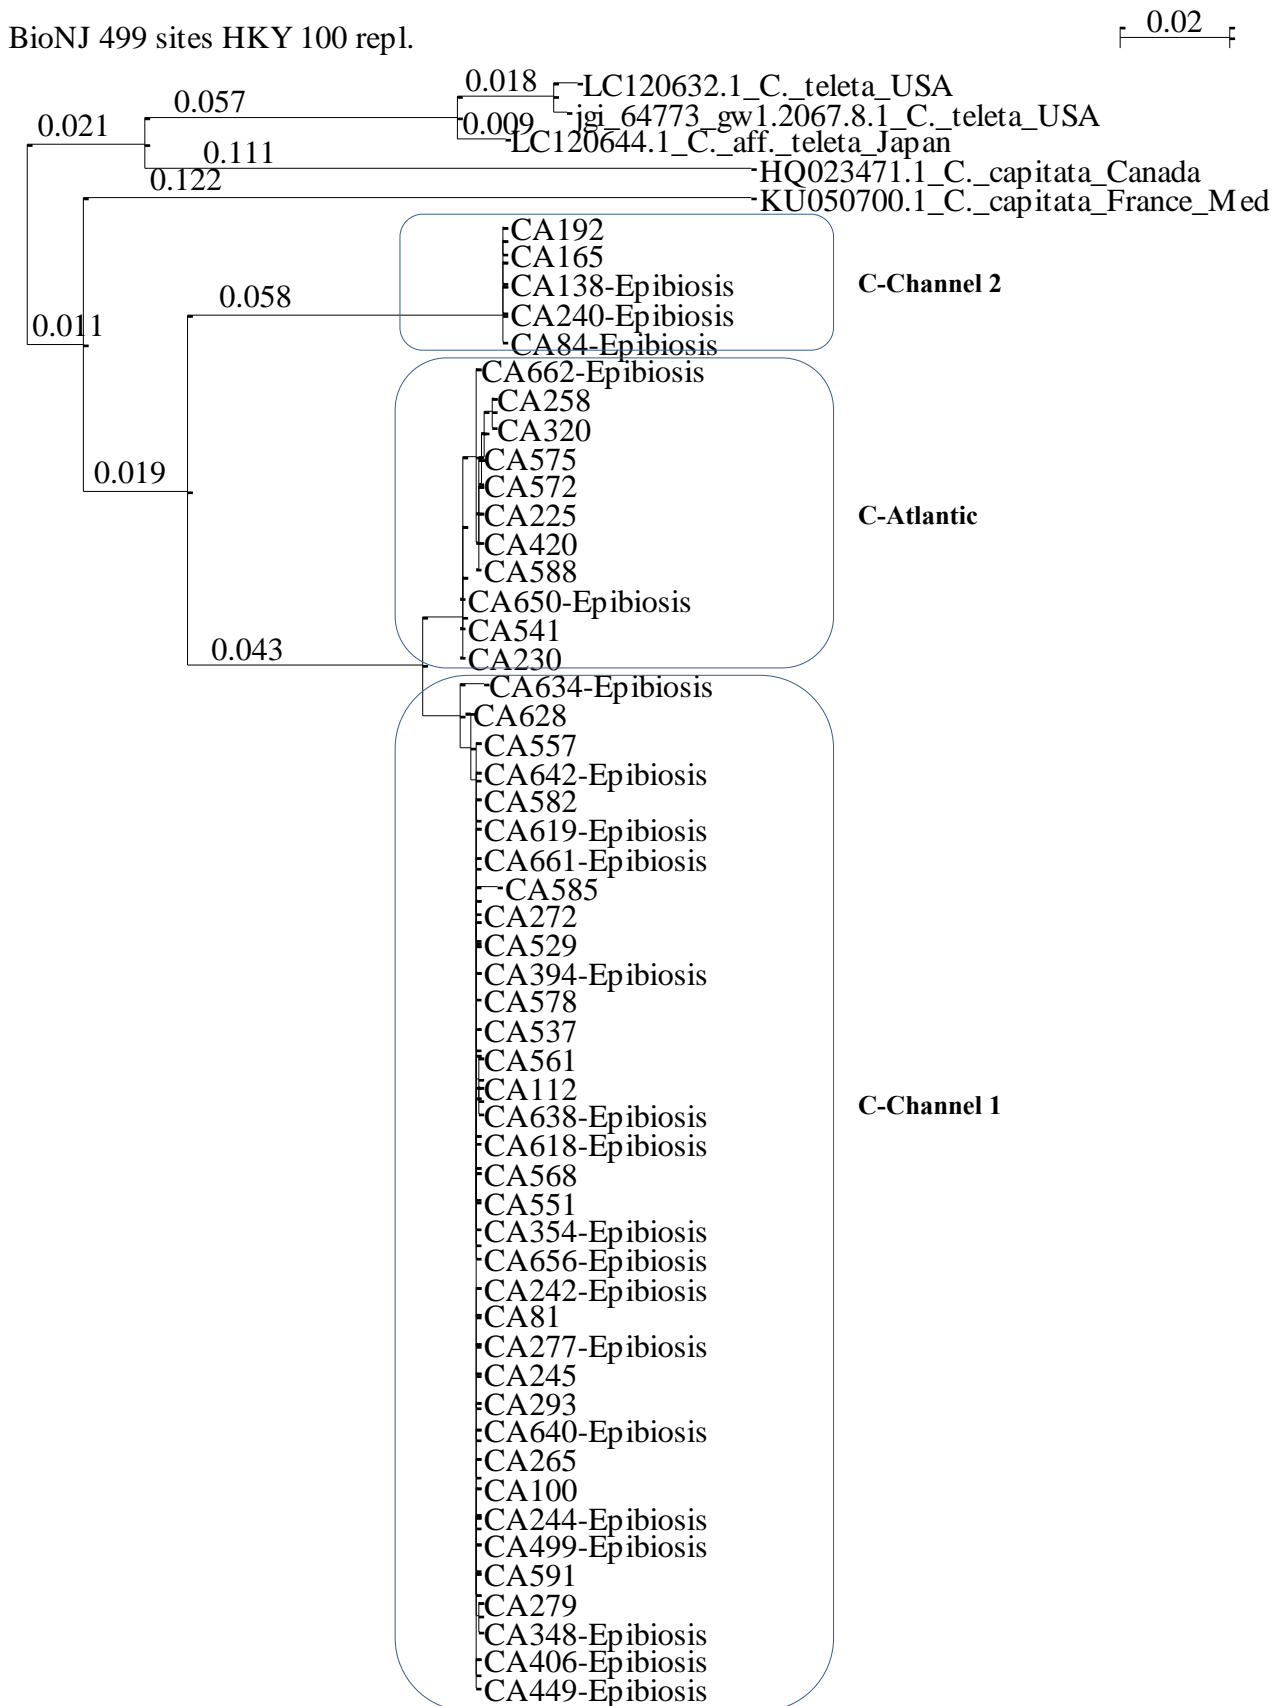 BioNJ 499 sites HKY 100 repl.
0.02
0.018
LC120632.1_C._teleta_USA
0.057
jgi_64773_gw1.2067.8.1_C._teleta_USA
0.021
0.009
LC120644.1_C._aff._teleta_Japan
0.111
HQ023471.1_C._capitata_Canada
0.122
KU050700.1_C._capitata_France_Med
CA192
CA165
C-Channel 2
CA138-Epibiosis
0.058
CA240-Epibiosis
0.011
CA84-Epibiosis
CA662-Epibiosis
CA258
CA320
CA575
0.019
CA572
CA225
C-Atlantic
CA420
CA588
CA650-Epibiosis
CA541
0.043
CA230
CA634-Epibiosis
CA628
CA557
CA642-Epibiosis
CA582
CA619-Epibiosis
CA661-Epibiosis
CA585
CA272
CA529
CA394-Epibiosis
CA578
CA537
CA561
CA112
C-Channel 1
CA638-Epibiosis
CA618-Epibiosis
CA568
CA551
CA354-Epibiosis
CA656-Epibiosis
CA242-Epibiosis
CA81
CA277-Epibiosis
CA245
CA293
CA640-Epibiosis
CA265
CA100
CA244-Epibiosis
CA499-Epibiosis
CA591
CA279
CA348-Epibiosis
CA406-Epibiosis
CA449-Epibiosis